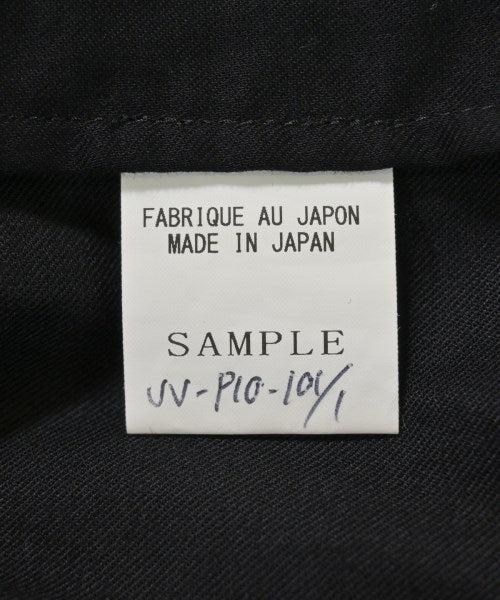 FABRIQUE AU JAPON
MADE IN JAPAN
SAMPLE
UV-P10-101/1